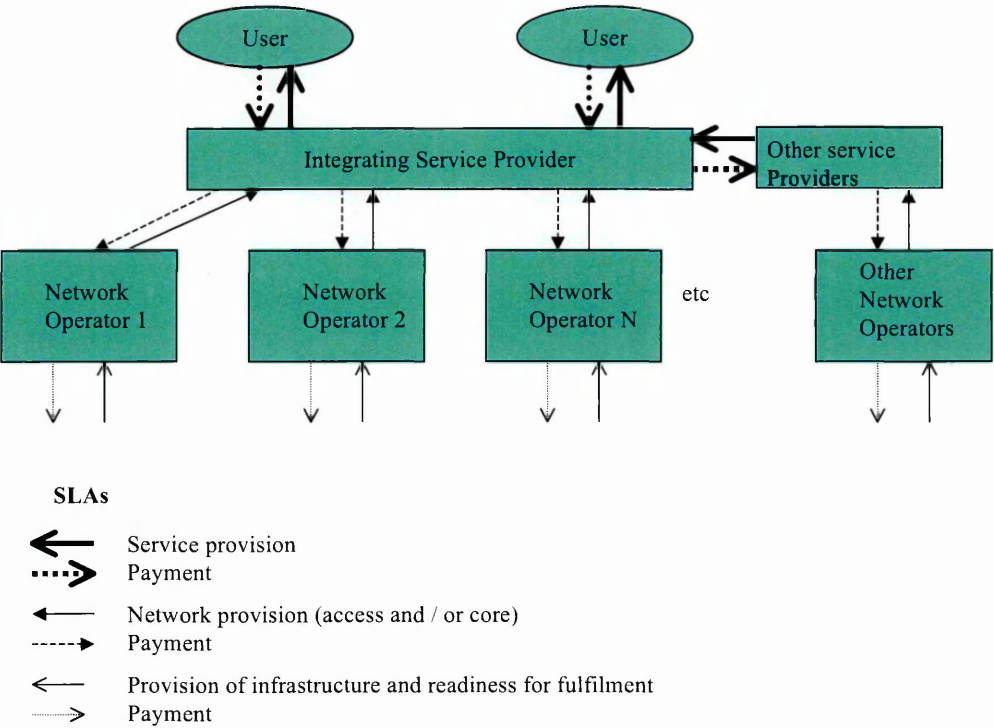 User
User
Integrating Service Provider
Other service
Providers
Network
Operator 1
Network
Operator 2
Network
Operator N
etc
Other
Network
Operators
SLAs
Service provision
Payment
Network provision (access and / or core)
Payment
Provision of infrastructure and readiness for fulfilment
Payment